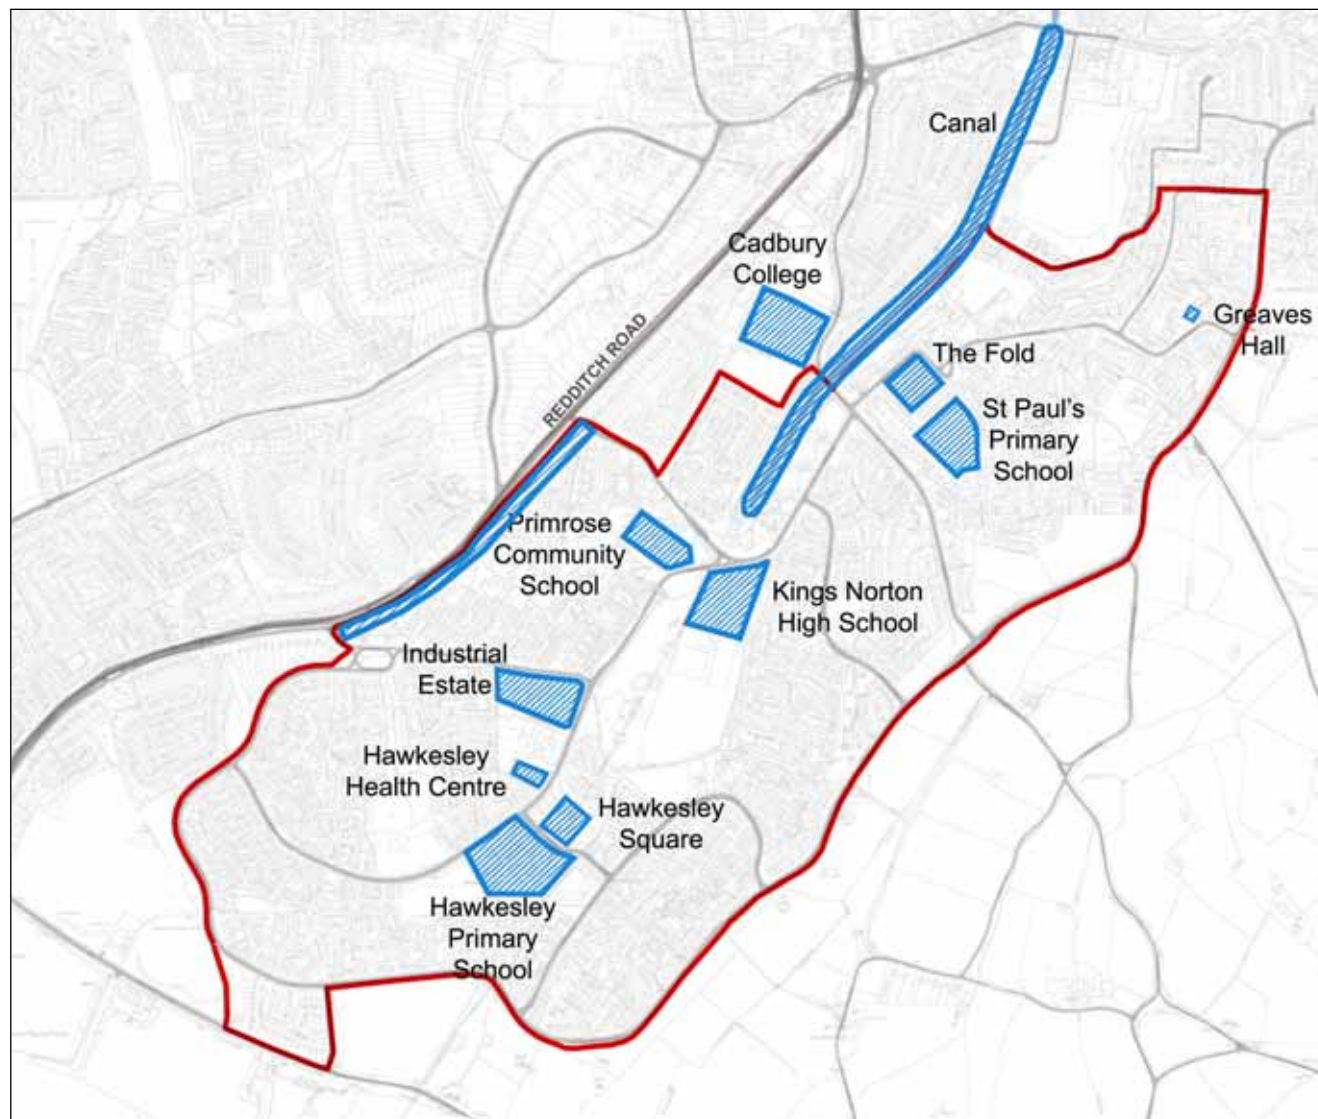 Canal
Cadbury
College
REDDITCH ROAD
Greaves
Hall
The Fold
St Paul's
Primary
School
Primrose
Community
School
Kings Norton
High School
Industrial
Estate
Hawkesley
Health Centre
Hawkesley
Square
Hawkesley
Primary
School